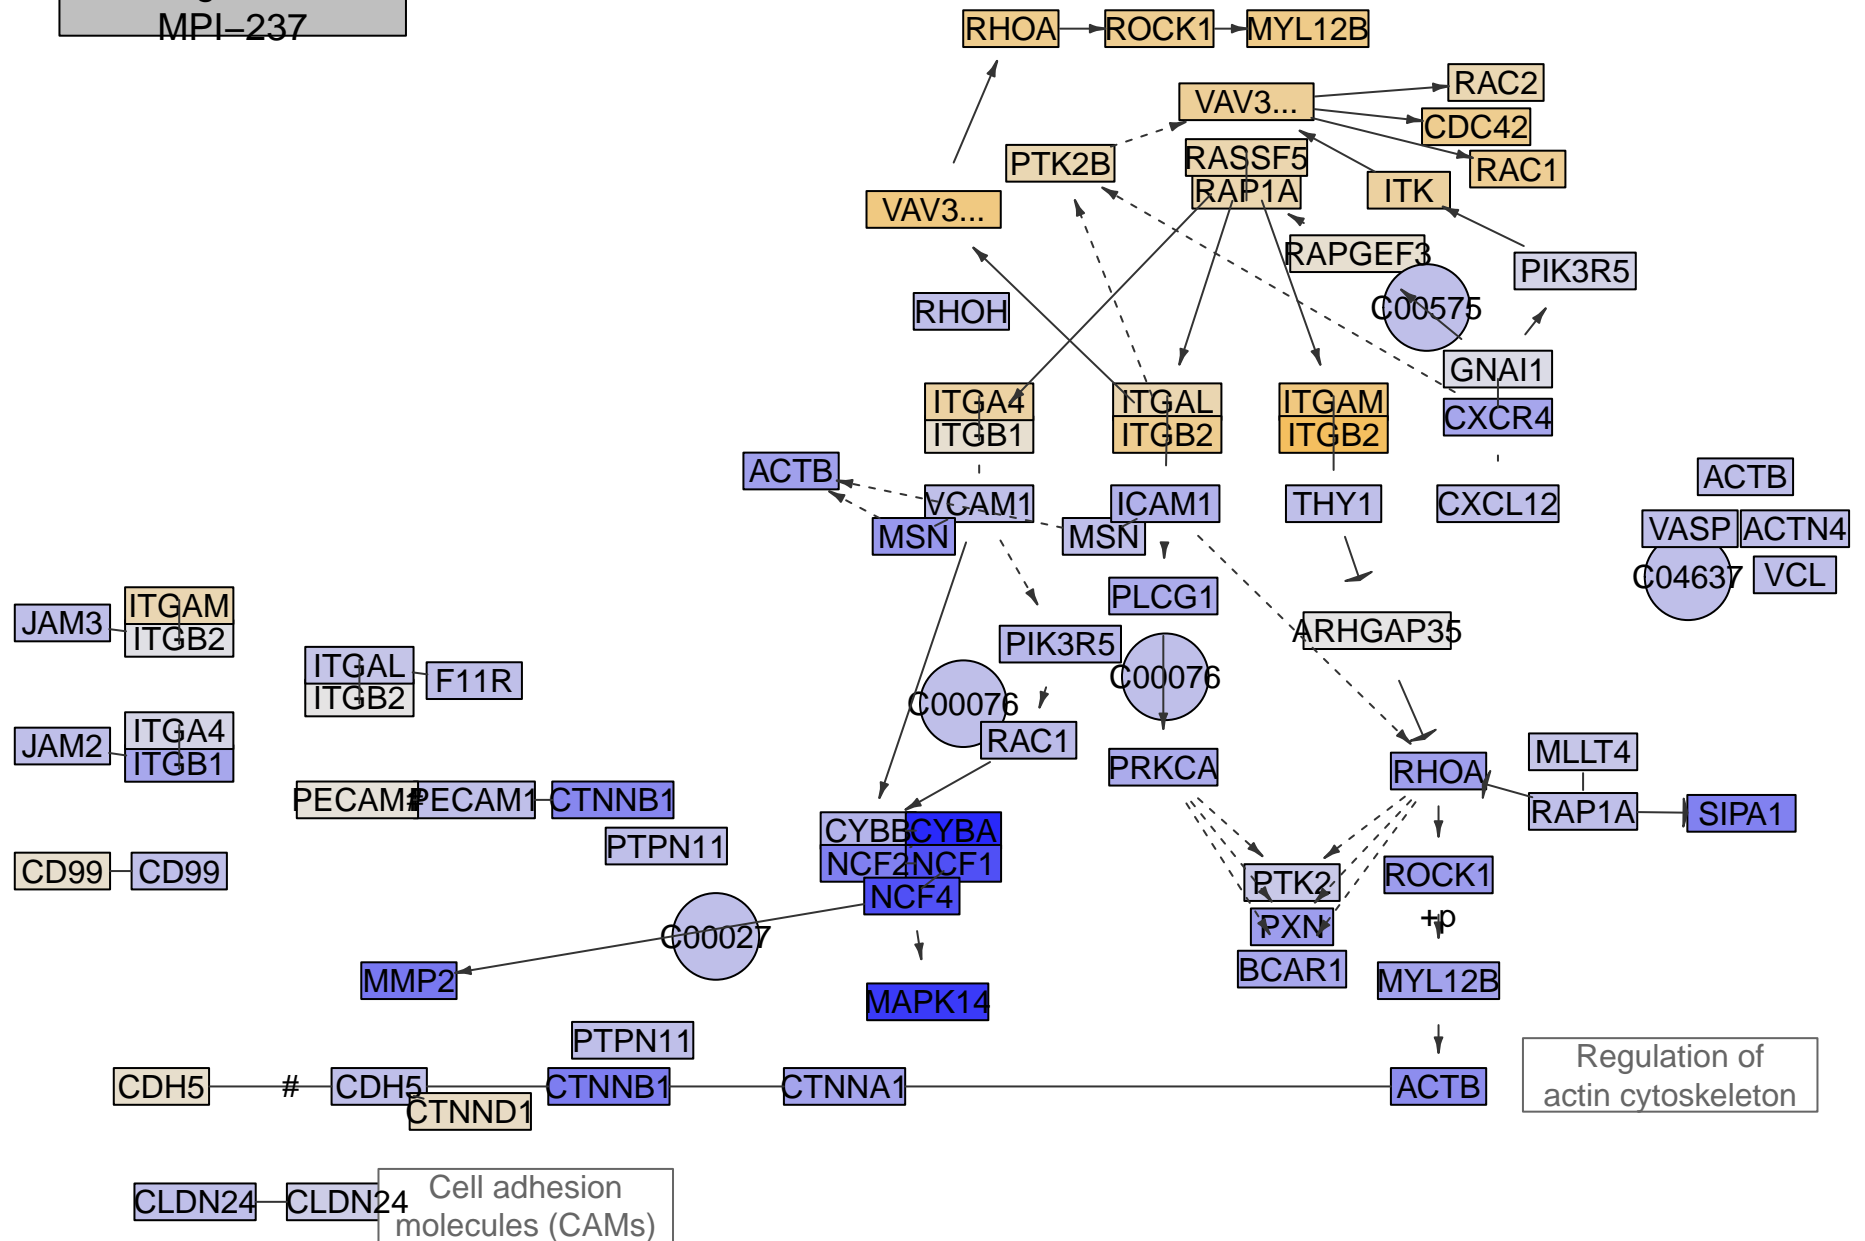 MPI−237
RHOA
ROCK1
MYL12B
RAC2
VAV3...
CDC42
RAC1
PTK2B
RASSF5
RAP1A
ITK
VAV3...
RAPGEF3
PIK3R5
RHOH
C00575
GNAI1
ITGA4
ITGB1
ITGAL
ITGB2
ITGAM
ITGB2
CXCR4
ACTB
ACTB
VCAM1
ICAM1
THY1
CXCL12
MSN
MSN
VASP
ACTN4
C04637
VCL
PLCG1
JAM3
ITGAM
ITGB2
ARHGAP35
PIK3R5
ITGAL
ITGB2
F11R
C00076
C00076
JAM2
ITGA4
ITGB1
RAC1
PRKCA
RHOA
MLLT4
RAP1A
SIPA1
PECAM1
#
PECAM1
CTNNB1
PTPN11
CYBB
CYBA
NCF2
NCF1
NCF4
CD99
CD99
PTK2
ROCK1
+p
PXN
C00027
BCAR1
MYL12B
MMP2
MAPK14
PTPN11
CDH5
#
CDH5
CTNNB1
CTNNA1
ACTB
CTNND1
Regulation of
actin cytoskeleton
CLDN24
CLDN24
Cell adhesion
molecules (CAMs)